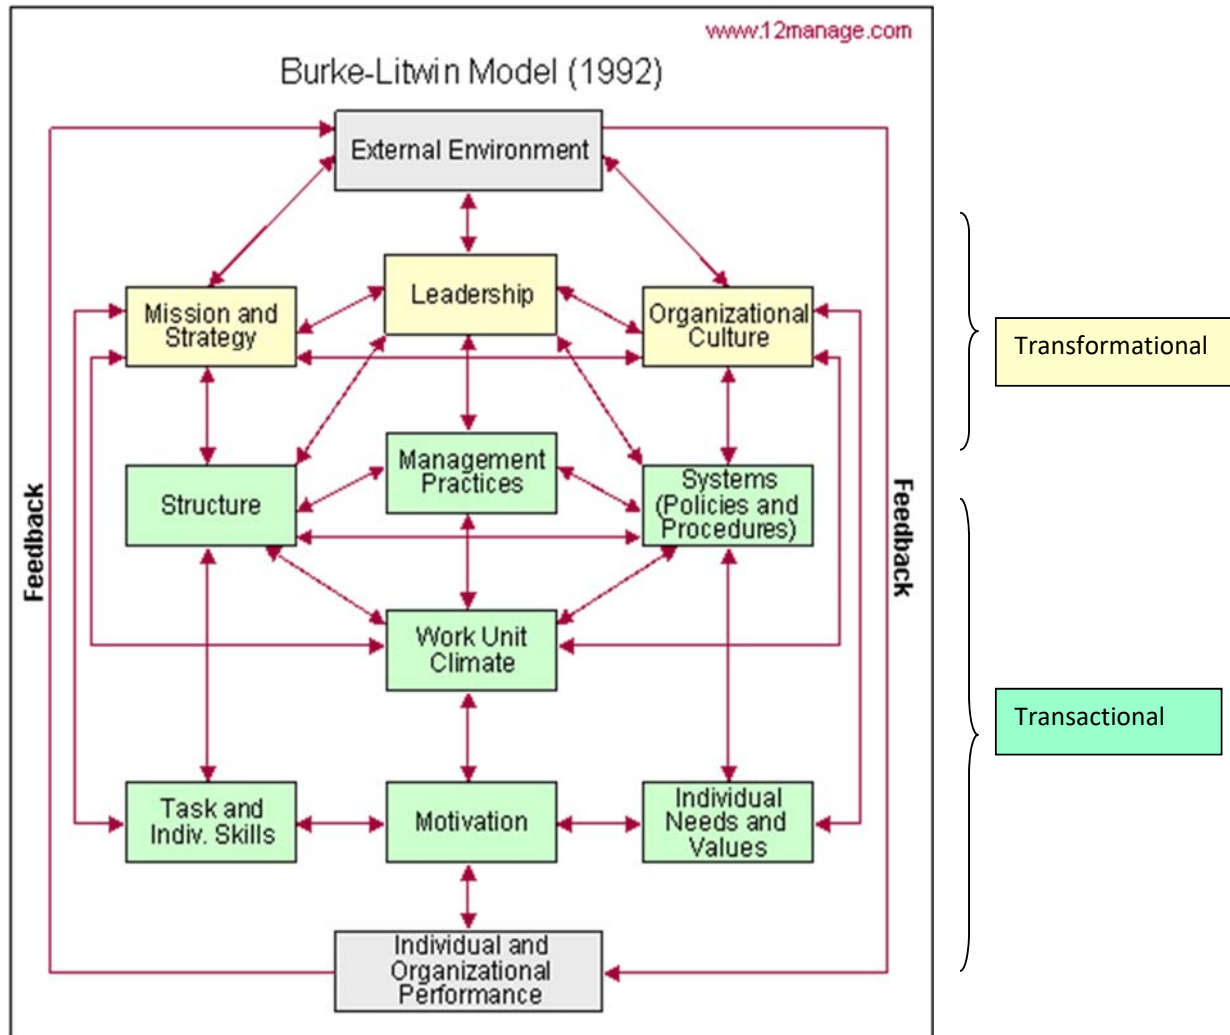 www.12manage.com
Burke-Litwin Model (1992)
External Environment
Leadership
Mission and
Strategy
Organizational
Culture
Transformational
Management
Practices
Structure
Systems
(Policies and
Procedures)
Feedback
Feedback
Work Unit
Climate
Transactional
Task and
Indiv. Skills
Motivation
Individual
Needs and
Values
Individual and
Organizational
Performance